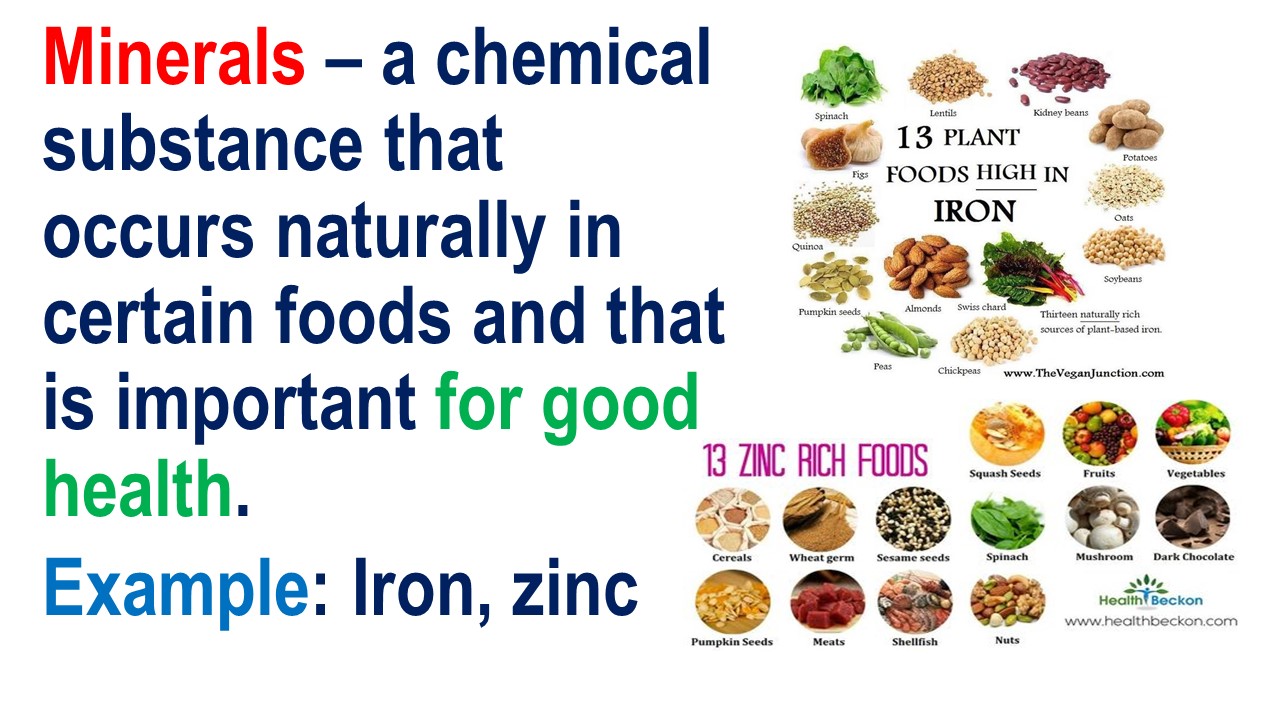 Minerals – a chemical
substance that
occurs naturally in
certain foods and that
is important for good
health.
Example: Iron, zinc
Spinach
Lentils
Kidney beans
13 PLANT
FOODS HIGH IN
IRON
Potatoes
Figs
Oats
Quinoa
Soybeans
Pumpkin seeds
Almonds
Swiss chard
Thirteen naturally rich
sources of plant-based iron.
Peas
Chickpeas
www.TheVeganJunction.com
13 ZINC RICH FOODS
Squash Seeds
Fruits
Vegetables
Cereals
Wheat germ
Sesame seeds
Spinach
Mushroom
Dark Chocolate
Pumpkin Seeds
Meats
Shellfish
Nuts
Health Beckon
www.healthbeckon.com